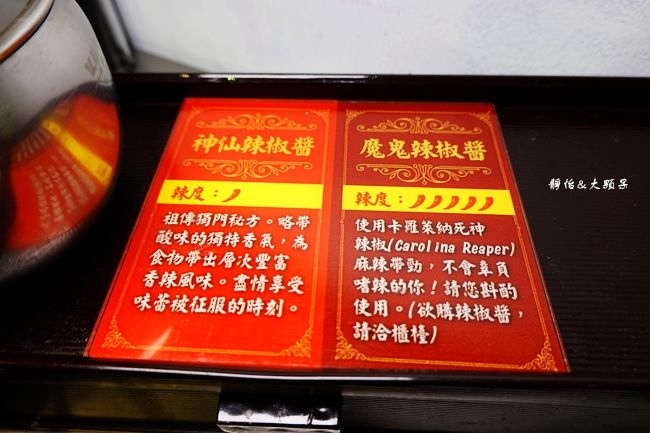 神仙辣椒醬
辣度：
祖傳獨門秘方。略帶
酸味的獨特香氣，為
食物帶出層次豐富
香辣風味。盡情享受
味蕾被征服的時刻。
魔鬼辣椒醬
辣度：
使用卡羅萊納死神
辣椒(Carolina Reaper)
麻辣帶勁，不會辜負
嗜辣的你！請您斟酌
使用。(欲購辣椒醬，
請洽櫃檯)
靜怡&大顆呆